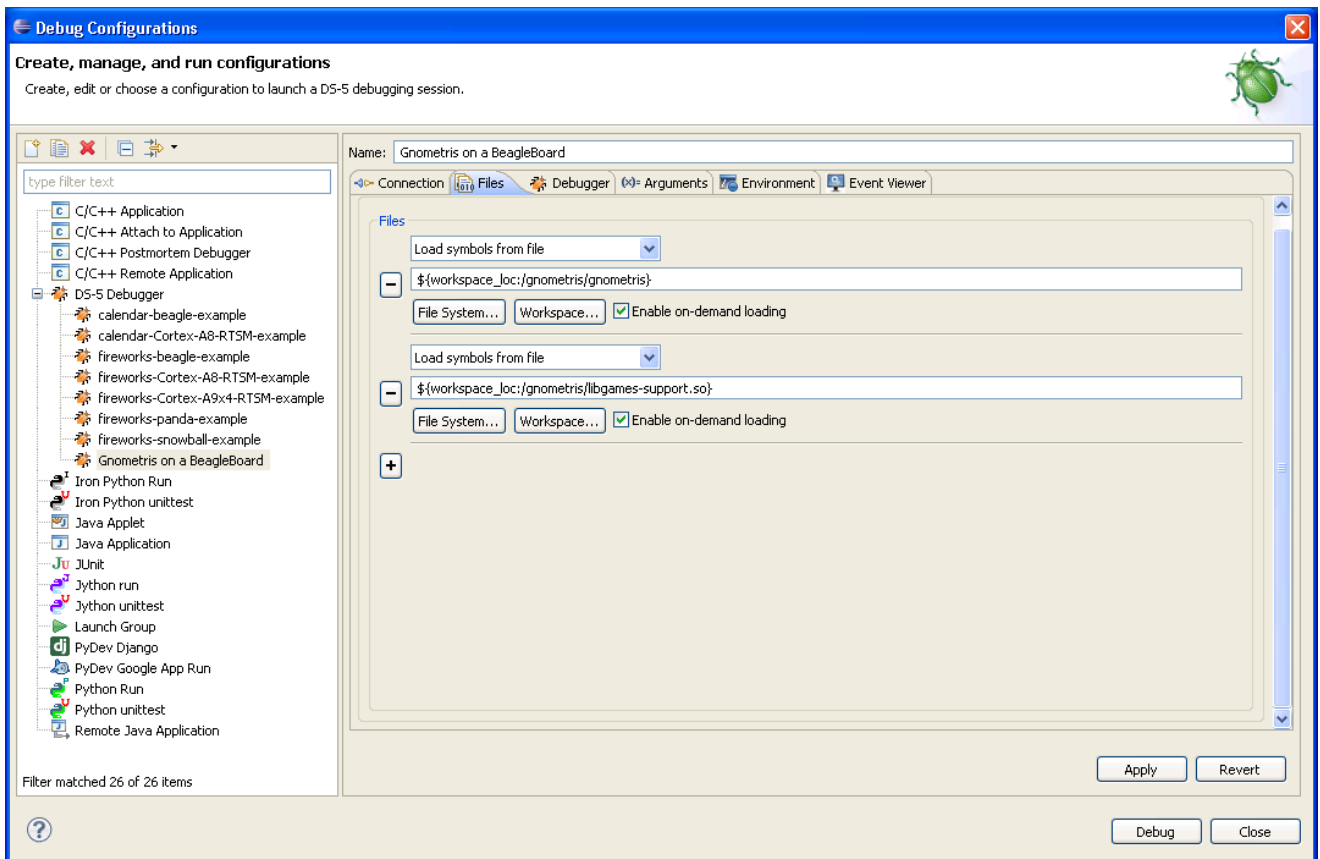 Debug Configurations
Create, manage, and run configurations
Create, edit or choose a configuration to launch a DS-5 debugging session.
type filter text
C/C++ Application
C/C++ Attach to Application
C/C++ Postmortem Debugger
C/C++ Remote Application
DS-5 Debugger
calendar-beagle-example
calendar-Cortex-A8-RTSM-example
fireworks-beagle-example
fireworks-Cortex-A8-RTSM-example
fireworks-Cortex-A9x4-RTSM-example
fireworks-panda-example
fireworks-snowball-example
Gnometris on a BeagleBoard
Iron Python Run
Iron Python unittest
Java Applet
Java Application
JUnit
Jython run
Jython unittest
Launch Group
PyDev Django
PyDev Google App Run
Python Run
Python unittest
Remote Java Application
Filter matched 26 of 26 items
Name: Gnometris on a BeagleBoard
Connection Files Debugger (x)= Arguments Environment Event Viewer
Files
Load symbols from file
${workspace_loc:/gnometris/gnometris}
File System... Workspace... Enable on-demand loading
Load symbols from file
${workspace_loc:/gnometris/libgames-support.so}
File System... Workspace... Enable on-demand loading
Apply Revert
Debug Close